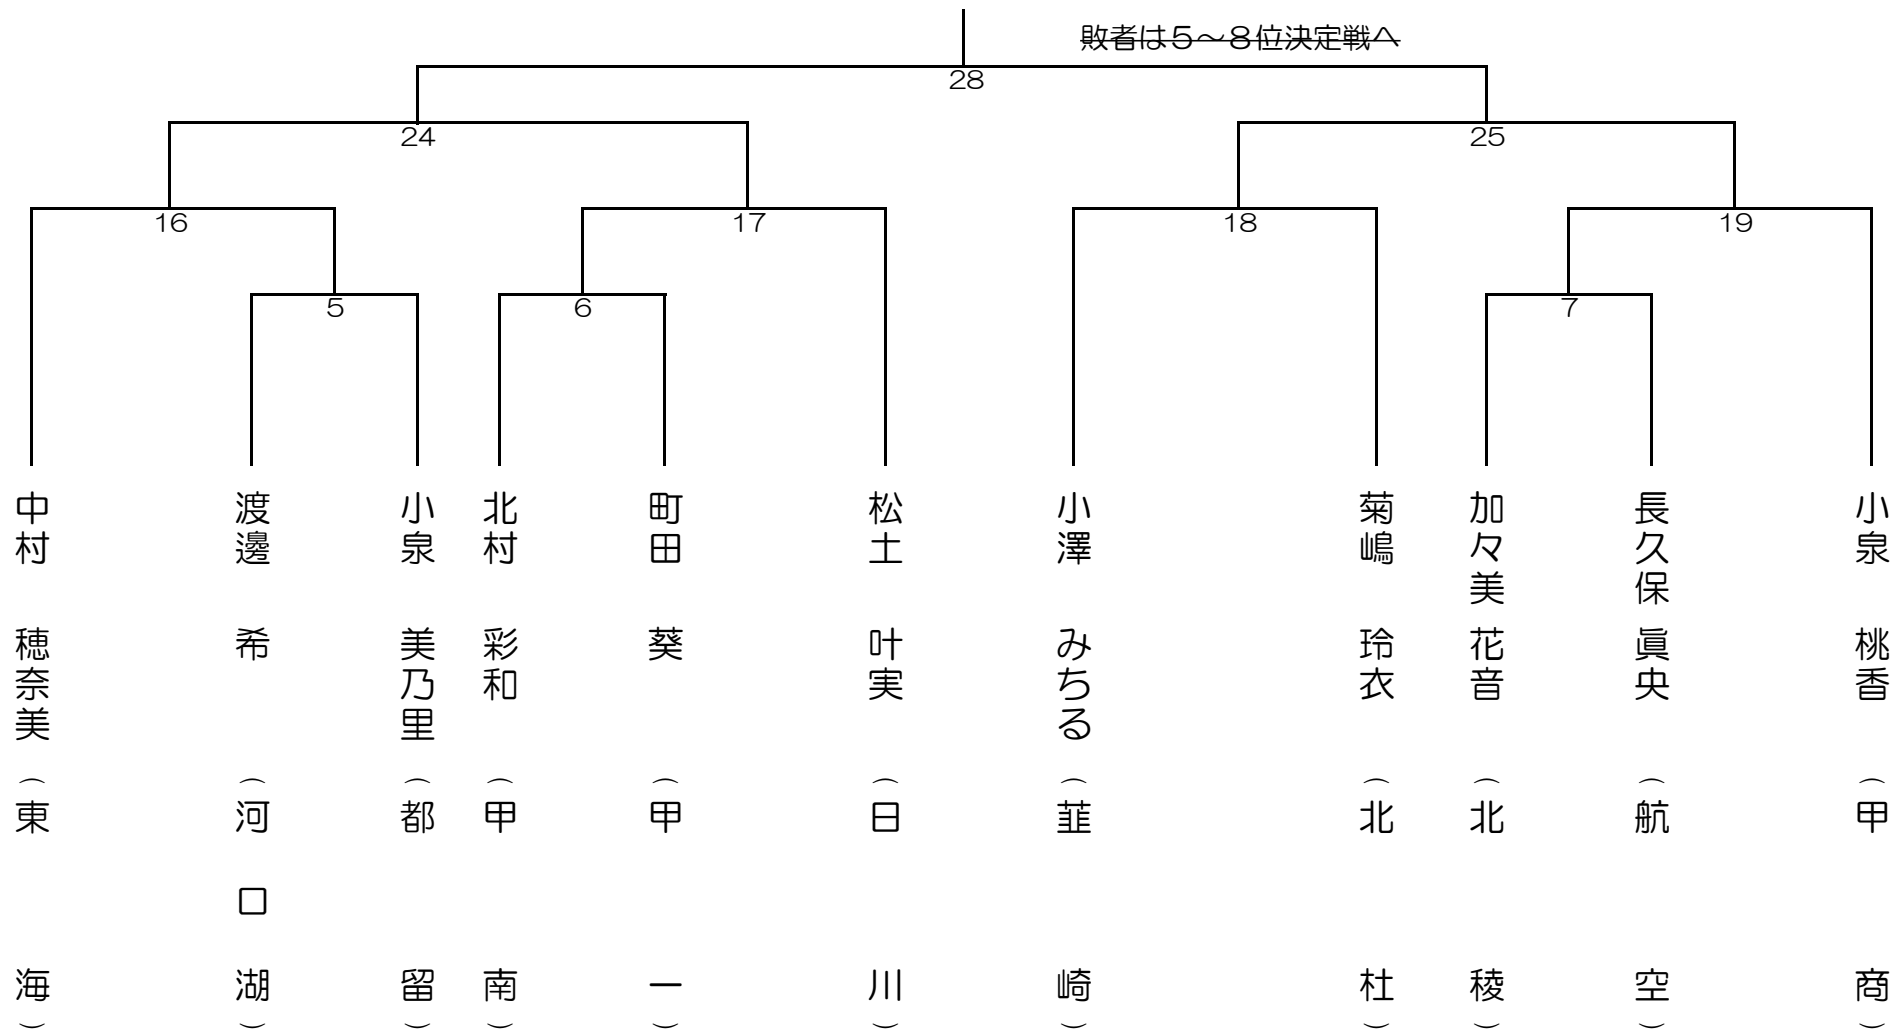 敗者は５～８位決定戦へ
28
24
25
16
17
18
19
5
6
7
中村 穂奈美 （東海）
渡邊 希 （河口湖）
小泉 美乃里 （都留）
北村 彩和 （甲南）
町田 葵 （甲一）
松土 叶実 （日川）
小澤 みちる （韮崎）
菊嶋 玲衣 （北杜）
加々美 花音 （北稜）
長久保 眞央 （航空）
小泉 桃香 （甲商）